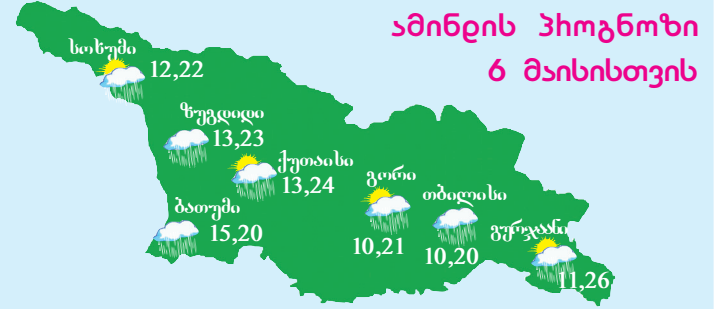 ამინდის პროგნოზი
6 მაისისთვის
სოხუმი
12,22
ზუგდიდი
13,23
ქუთაისი
13,24
გორი
10,21
თბილისი
10,20
ბათუმი
15,20
გურჯაანი
11,26